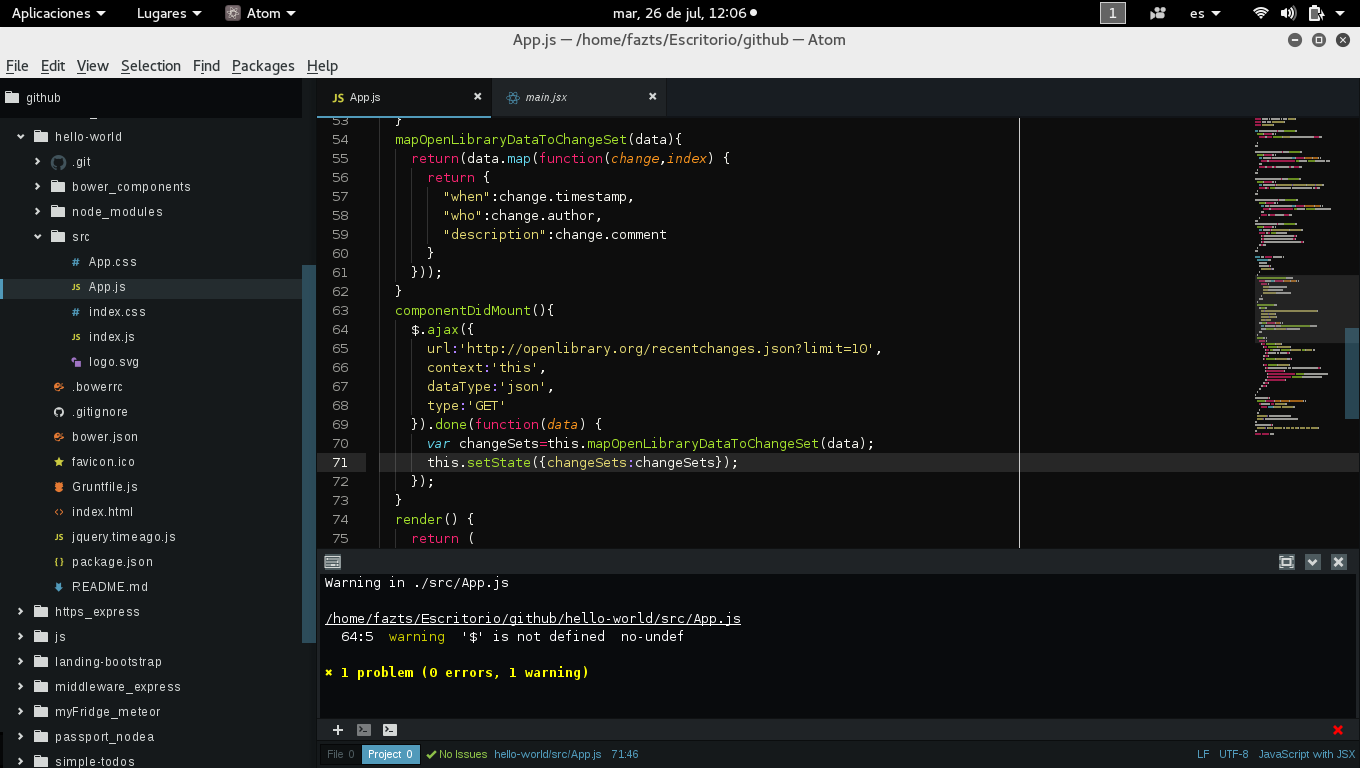 Aplicaciones Lugares Atom mar, 26 de jul, 12:06 1 es
App.js — /home/fazts/Escritorio/github — Atom
File Edit View Selection Find Packages Help
github
hello-world
.git
bower_components
node_modules
src
App.css
App.js
index.css
index.js
logo.svg
.bowerrc
.gitignore
bower.json
favicon.ico
Gruntfile.js
index.html
jquery.timeago.js
package.json
README.md
https_express
js
landing-bootstrap
middleware_express
myFridge_meteor
passport_nodea
simple-todos
JS App.js main.jsx
53 }
54 mapOpenLibraryDataToChangeSet(data){
55 return(data.map(function(change,index) {
56 return {
57 "when":change.timestamp,
58 "who":change.author,
59 "description":change.comment
60 }
61 }));
62 }
63 componentDidMount(){
64 $.ajax({
65 url:'http://openlibrary.org/recentchanges.json?limit=10',
66 context:'this',
67 dataType:'json',
68 type:'GET'
69 }).done(function(data) {
70 var changeSets=this.mapOpenLibraryDataToChangeSet(data);
71 this.setState({changeSets:changeSets});
72 });
73 }
74 render() {
75 return (
Warning in ./src/App.js
/home/fazts/Escritorio/github/hello-world/src/App.js
64:5 warning '$' is not defined no-undef
✖ 1 problem (0 errors, 1 warning)
File 0 Project 0 No Issues hello-world/src/App.js 71:46 LF UTF-8 JavaScript with JSX